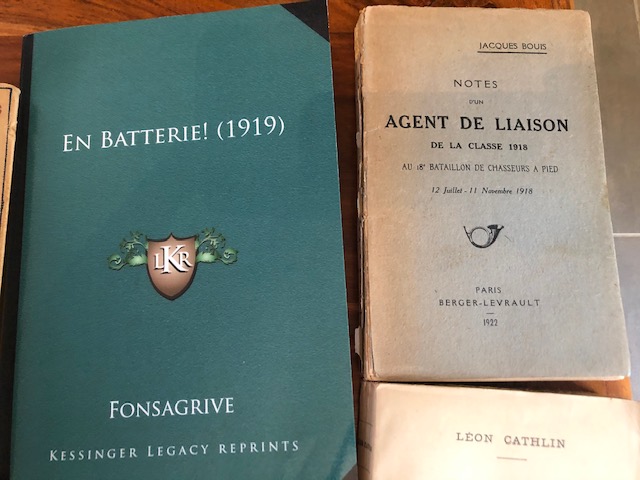 EN BATTERIE! (1919)
LKR
FONSAGRIVE
KESSINGER LEGACY REPRINTS
JACQUES BOUIS
NOTES
D'UN
AGENT DE LIAISON
DE LA CLASSE 1918
AU 18e BATAILLON DE CHASSEURS A PIED
12 Juillet - 11 Novembre 1918
PARIS
BERGER-LEVRAULT
1922
LÉON CATHLIN